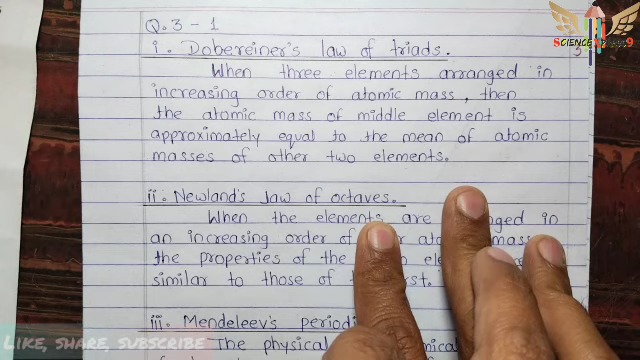 Q.3-1
i. Dobereiner's law of triads.
When three elements arranged in
increasing order of atomic mass, then
the atomic mass of middle element is
approximately equal to the mean of atomic
masses of other two elements.
ii. Newland's law of octaves.
When the elements are in
an increasing order of mass
the properties of the
similar to those of
iii. Mendeleev's
The physical
LIKE, SHARE, SUBSCRIBE
SCIENCE